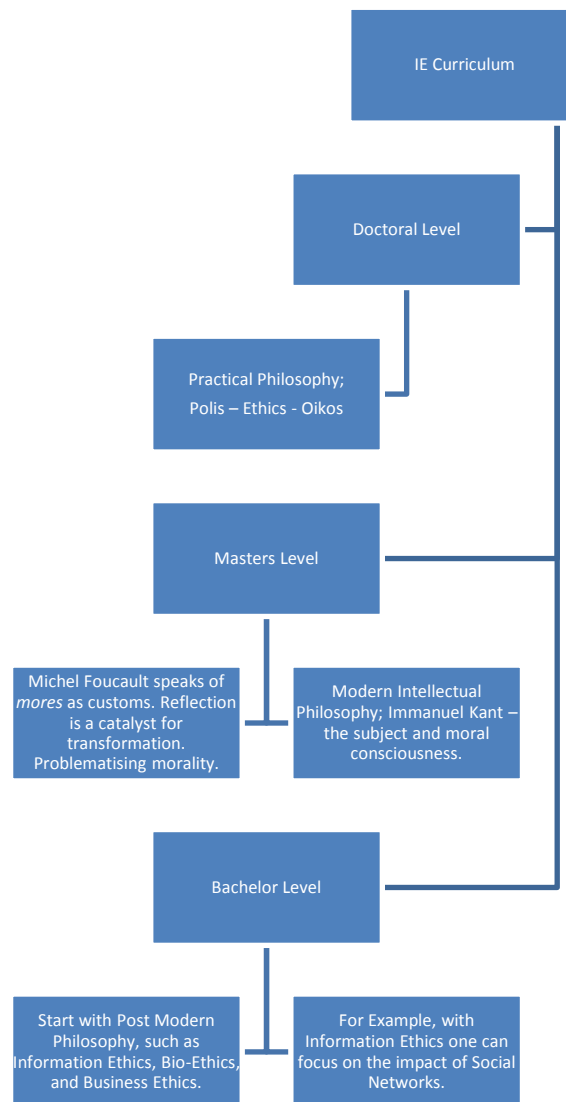 IE Curriculum
Doctoral Level
Practical Philosophy;
Polis – Ethics - Oikos
Masters Level
Michel Foucault speaks of
mores as customs. Reflection
is a catalyst for
transformation.
Problematising morality.
Modern Intellectual
Philosophy; Immanuel Kant –
the subject and moral
consciousness.
Bachelor Level
Start with Post Modern
Philosophy, such as
Information Ethics, Bio-Ethics,
and Business Ethics.
For Example, with
Information Ethics one can
focus on the impact of Social
Networks.